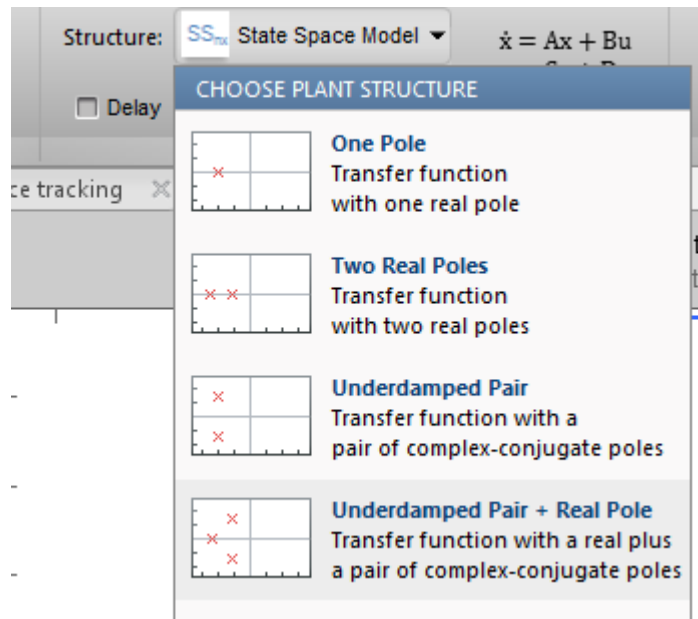 Structure: SSnx State Space Model
ẋ = Ax + Bu
Delay
CHOOSE PLANT STRUCTURE
One Pole
Transfer function
with one real pole
ce tracking
Two Real Poles
Transfer function
with two real poles
Underdamped Pair
Transfer function with a
pair of complex-conjugate poles
Underdamped Pair + Real Pole
Transfer function with a real plus
a pair of complex-conjugate poles